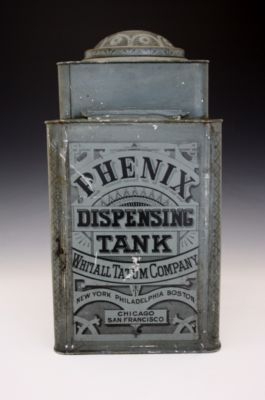 PHENIX
DISPENSING
TANK
WHITALL TATUM COMPANY
NEW YORK PHILADELPHIA BOSTON
CHICAGO
SAN FRANCISCO